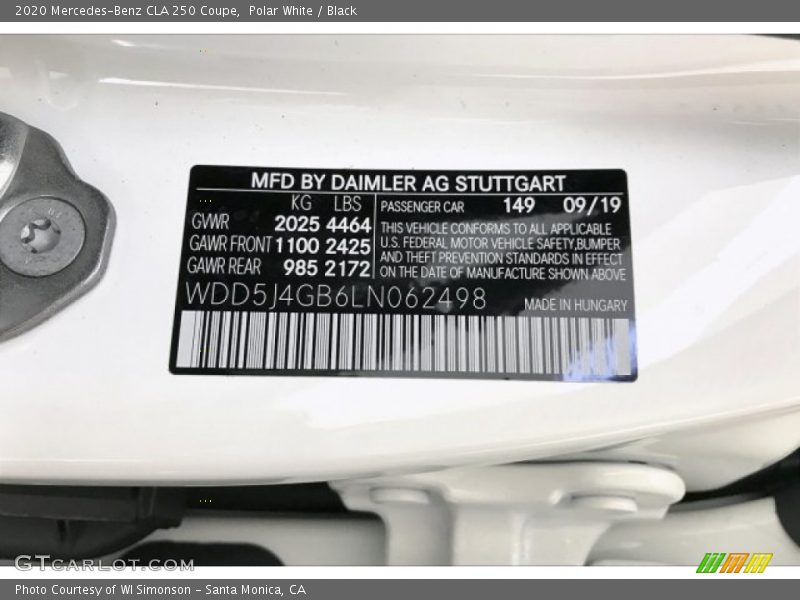 2020 Mercedes-Benz CLA 250 Coupe,  Polar White / Black
MFD BY DAIMLER AG STUTTGART
KG LBS
GVWR 2025 4464
GAWR FRONT 1100 2425
GAWR REAR 985 2172
PASSENGER CAR 149 09/19
THIS VEHICLE CONFORMS TO ALL APPLICABLE
U.S. FEDERAL MOTOR VEHICLE SAFETY,BUMPER
AND THEFT PREVENTION STANDARDS IN EFFECT
ON THE DATE OF MANUFACTURE SHOWN ABOVE
WDD5J4GB6LN062498
MADE IN HUNGARY
GTCARLOT.COM
Photo Courtesy of WI Simonson - Santa Monica, CA